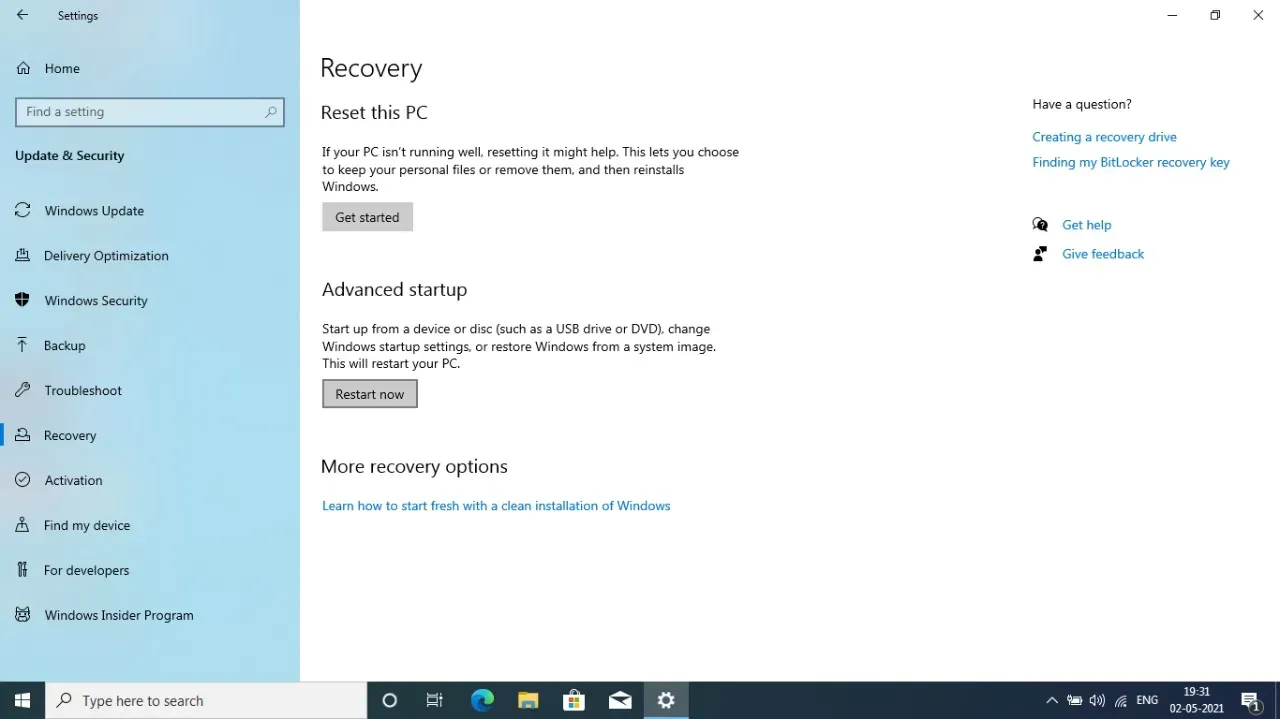 Settings
Home
Find a setting
Update & Security
Windows Update
Delivery Optimization
Windows Security
Backup
Troubleshoot
Recovery
Activation
Find my device
For developers
Windows Insider Program
Recovery
Reset this PC
If your PC isn't running well, resetting it might help. This lets you choose
to keep your personal files or remove them, and then reinstalls
Windows.
Get started
Advanced startup
Start up from a device or disc (such as a USB drive or DVD), change
Windows startup settings, or restore Windows from a system image.
This will restart your PC.
Restart now
More recovery options
Learn how to start fresh with a clean installation of Windows
Have a question?
Creating a recovery drive
Finding my BitLocker recovery key
Get help
Give feedback
Type here to search
ENG
19:31
02-05-2021
1